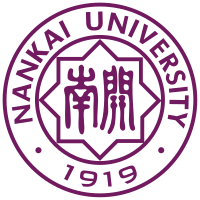 NANKAI UNIVERSITY
南開
· 1919 ·